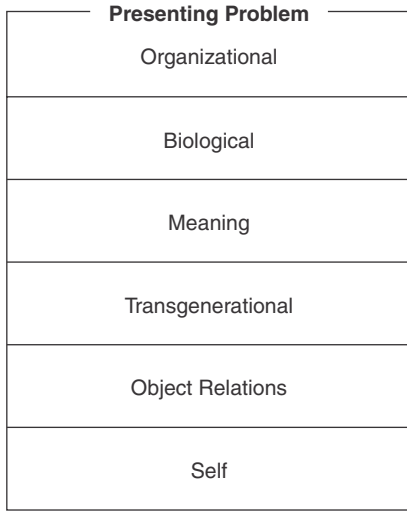 Presenting Problem
Organizational
Biological
Meaning
Transgenerational
Object Relations
Self